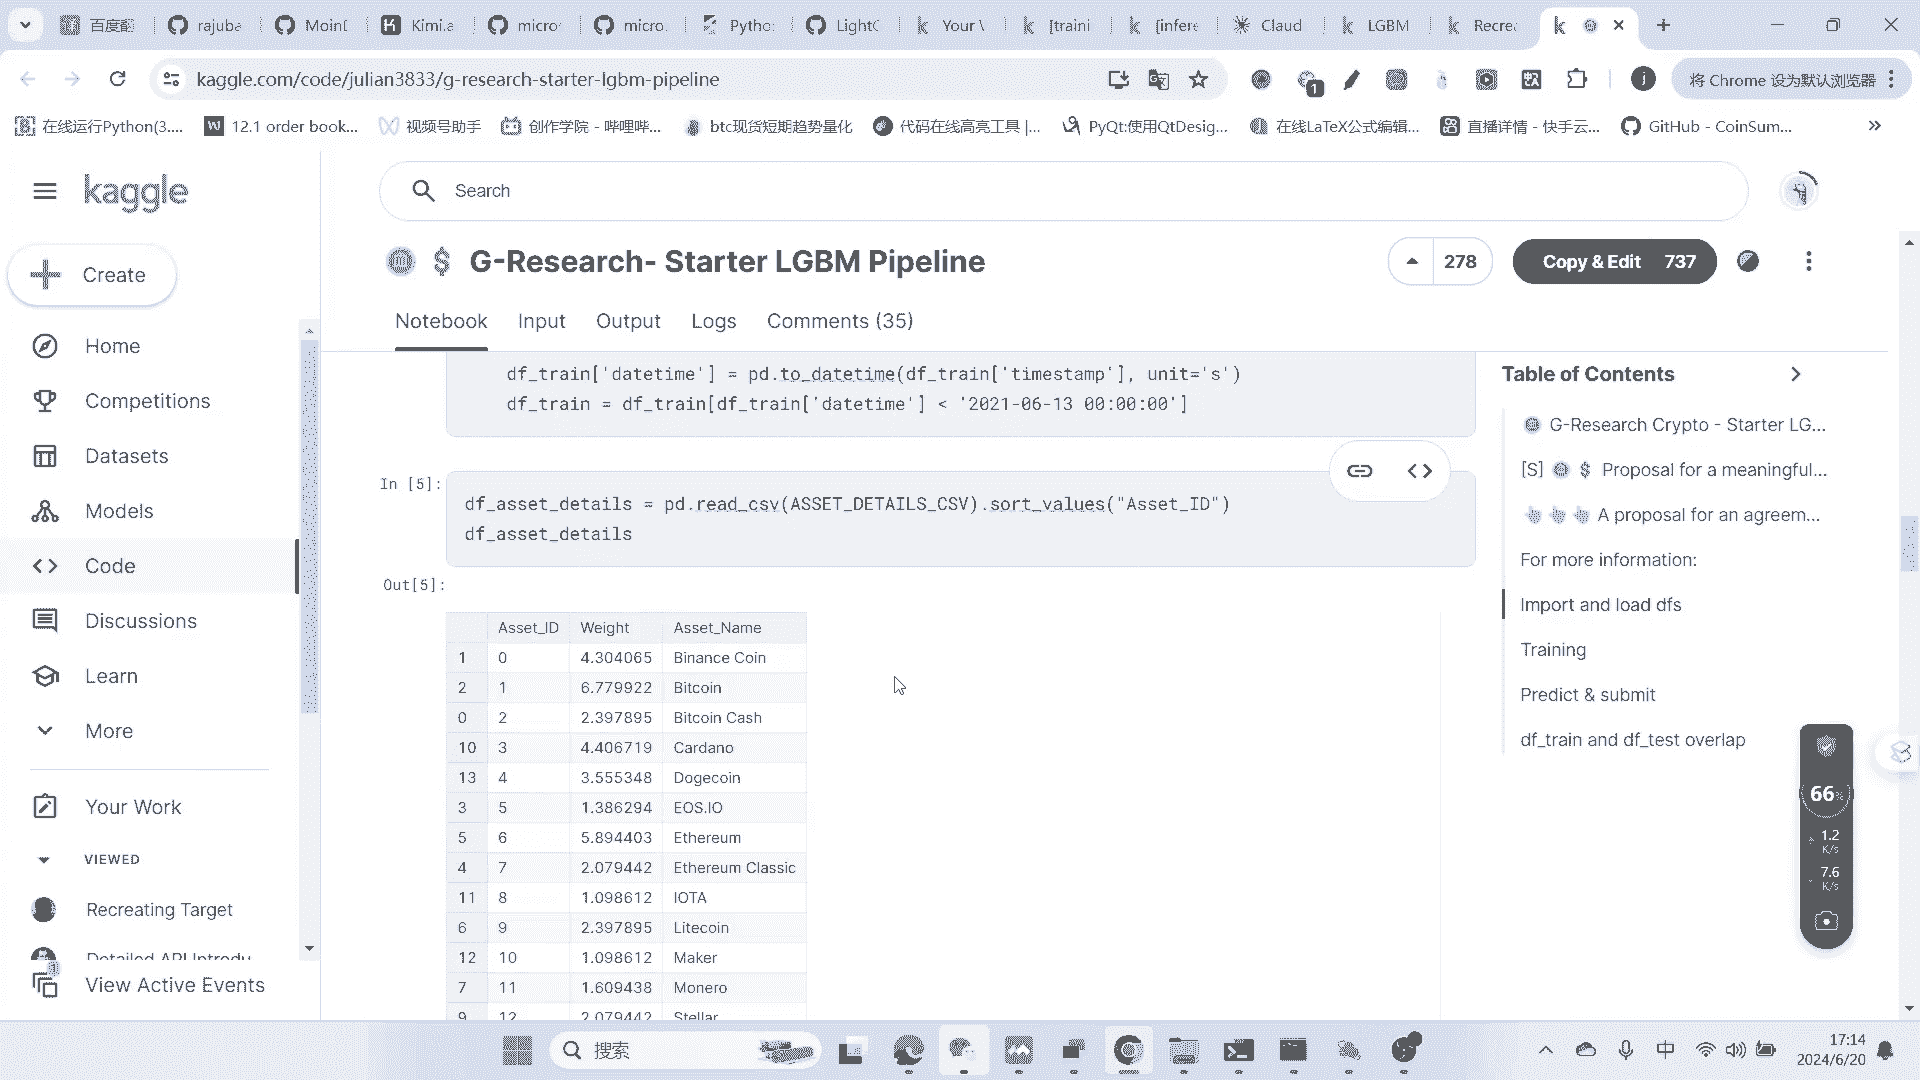 百度翻
rajuba
MoinI
Kimi.a
micro
micro.
Pytho
LightC
Your \
[traini
{infere
Claud
LGBM
Recrea
kaggle.com/code/julian3833/g-research-starter-lgbm-pipeline
1
j
将 Chrome 设为默认浏览器
在线运行Python(3....
12.1 order book...
视频号助手
创作学院 - 哔哩哔...
btc现货短期趋势量化
代码在线高亮工具 |...
PyQt:使用QtDesig...
在线LaTeX公式编辑...
直播详情 - 快手云...
GitHub - CoinSum...
kaggle
Search
Create
G-Research- Starter LGBM Pipeline
278
Copy & Edit 737
Notebook Input Output Logs Comments (35)
Home
Competitions
Datasets
Models
Code
Discussions
Learn
More
Your Work
VIEWED
Recreating Target
Detailed API Introdu
View Active Events
df_train['datetime'] = pd.to_datetime(df_train['timestamp'], unit='s')
df_train = df_train[df_train['datetime'] < '2021-06-13 00:00:00']
In [5]:
df_asset_details = pd.read_csv(ASSET_DETAILS_CSV).sort_values("Asset_ID")
df_asset_details
Out[5]:
Asset_ID Weight Asset_Name
1 0 4.304065 Binance Coin
2 1 6.779922 Bitcoin
0 2 2.397895 Bitcoin Cash
10 3 4.406719 Cardano
13 4 3.555348 Dogecoin
3 5 1.386294 EOS.IO
5 6 5.894403 Ethereum
4 7 2.079442 Ethereum Classic
11 8 1.098612 IOTA
6 9 2.397895 Litecoin
12 10 1.098612 Maker
7 11 1.609438 Monero
9 12 2.079442 Stellar
Table of Contents
G-Research Crypto - Starter LG...
[S] $ Proposal for a meaningful...
A proposal for an agreem...
For more information:
Import and load dfs
Training
Predict & submit
df_train and df_test overlap
66%
1.2
K/s
7.6
K/s
搜索
中
17:14
2024/6/20